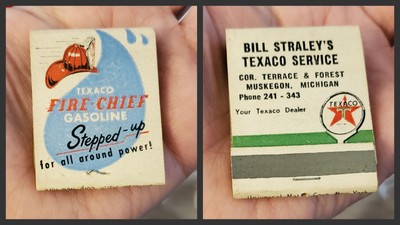 TEXACO
FIRE-CHIEF
GASOLINE
Stepped-up
for all around power!
BILL STRALEY'S
TEXACO SERVICE
COR. TERRACE & FOREST
MUSKEGON, MICHIGAN
Phone 241 - 343
Your Texaco Dealer
TEXACO